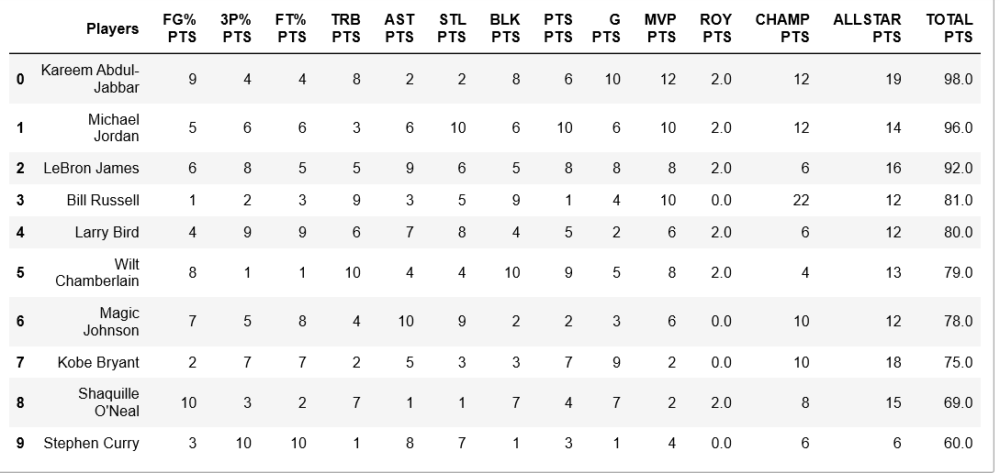 Players FG% PTS 3P% PTS FT% PTS TRB PTS AST PTS STL PTS BLK PTS PTS PTS G PTS MVP PTS ROY PTS CHAMP PTS ALLSTAR PTS TOTAL PTS
0 Kareem Abdul-Jabbar 9 4 4 8 2 2 8 6 10 12 2.0 12 19 98.0
1 Michael Jordan 5 6 6 3 6 10 6 10 6 10 2.0 12 14 96.0
2 LeBron James 6 8 5 5 9 6 5 8 8 8 2.0 6 16 92.0
3 Bill Russell 1 2 3 9 3 5 9 1 4 10 0.0 22 12 81.0
4 Larry Bird 4 9 9 6 7 8 4 5 2 6 2.0 6 12 80.0
5 Wilt Chamberlain 8 1 1 10 4 4 10 9 5 8 2.0 4 13 79.0
6 Magic Johnson 7 5 8 4 10 9 2 2 3 6 0.0 10 12 78.0
7 Kobe Bryant 2 7 7 2 5 3 3 7 9 2 0.0 10 18 75.0
8 Shaquille O'Neal 10 3 2 7 1 1 7 4 7 2 2.0 8 15 69.0
9 Stephen Curry 3 10 10 1 8 7 1 3 1 4 0.0 6 6 60.0